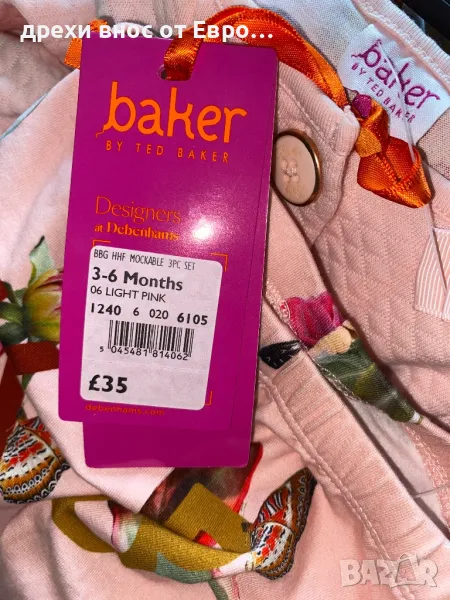 дрехи внос от Евро...
baker
BY TED BAKER
baker
BY TED BAKER
Designers
at Debenhams
BBG HHF MOCKABLE 3PC SET
3-6 Months
06 LIGHT PINK
1240 6 020 6105
5 045481 814062
£35
debenhams.com
BAZAR